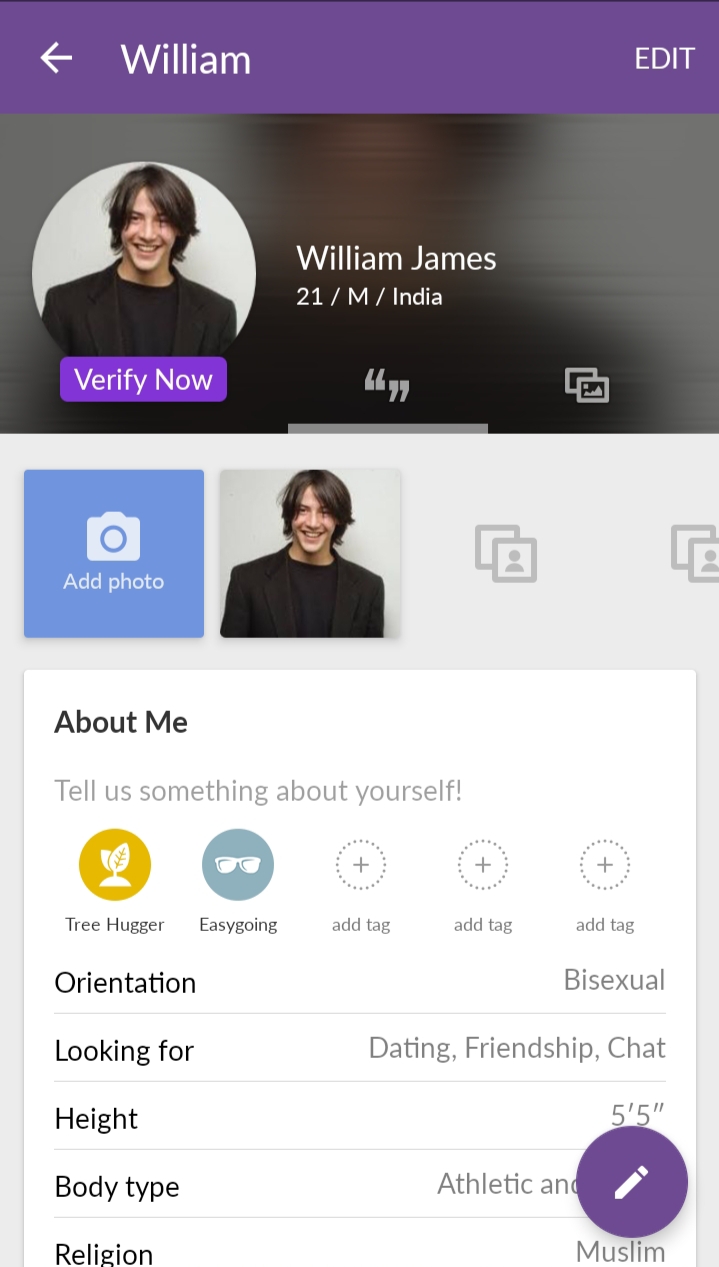 William
EDIT
William James
21 / M / India
Verify Now
Add photo
About Me
Tell us something about yourself!
Tree Hugger
Easygoing
add tag
add tag
add tag
Orientation Bisexual
Looking for Dating, Friendship, Chat
Height 5'5"
Body type Athletic and
Religion Muslim